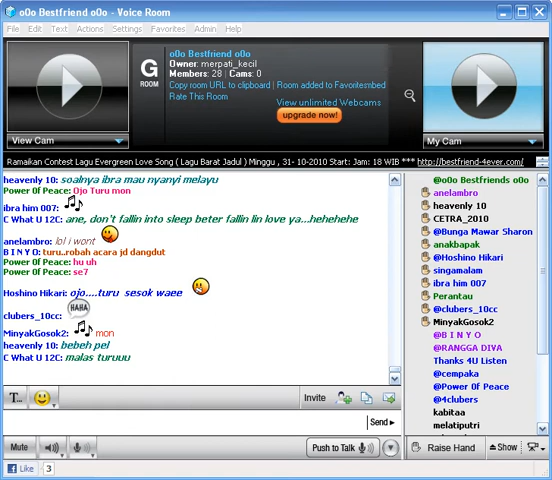 o0o Bestfriend o0o - Voice Room
File Edit Text Actions Settings Favorites Admin Help
o0o Bestfriend o0o
Owner: merpati_kecil
Members: 28 | Cams: 0
Copy room URL to clipboard | Room added to Favoritesmbed
Rate This Room
G
ROOM
View unlimited Webcams
upgrade now!
View Cam
My Cam
Ramaikan Contest Lagu Evergreen Love Song ( Lagu Barat Jadul ) Minggu , 31- 10-2010 Start: Jam: 18 WIB *** http://bestfriend-4ever.com/
heavenly 10: soalnya ibra mau nyanyi melayu
Power 0f Peace: Ojo Turu mon
ibra him 007:
C What U 12C: ane, don't fallin into sleep beter fallin lin love ya...hehehehe
anelambro: lol i wont
B I N Y O: turu..robah acara jd dangdut
Power 0f Peace: hu uh
Power 0f Peace: se7
Hoshino Hikari: ojo....turu sesok waee
clubers_10cc: HAHA
MinyakGosok2: mon
heavenly 10: bebeh pel
C What U 12C: malas turuuu
@o0o Bestfriends o0o
anelambro
heavenly 10
CETRA_2010
@Bunga Mawar Sharon
anakbapak
@Hoshino Hikari
singamalam
ibra him 007
Perantau
@clubers_10cc
MinyakGosok2
@B I N Y O
@RANGGA DIVA
Thanks 4U Listen
@cempaka
@Power 0f Peace
@4clubers
kabitaa
melatiputri
T...
Invite
Send
Mute
Push to Talk
Raise Hand
Show
Like 3